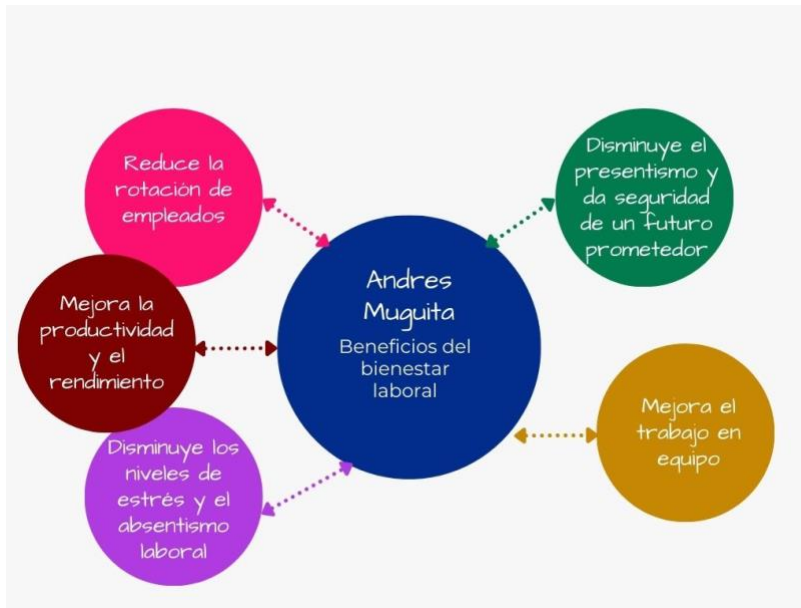 Reduce la
rotación de
empleados
Disminuye el
presentismo y
da seguridad
de un futuro
prometedor
Andres
Muguita
Beneficios del
bienestar
laboral
Mejora la
productividad
y el
rendimiento
Mejora el
trabajo en
equipo
Disminuye los
niveles de
estrés y el
absentismo
laboral